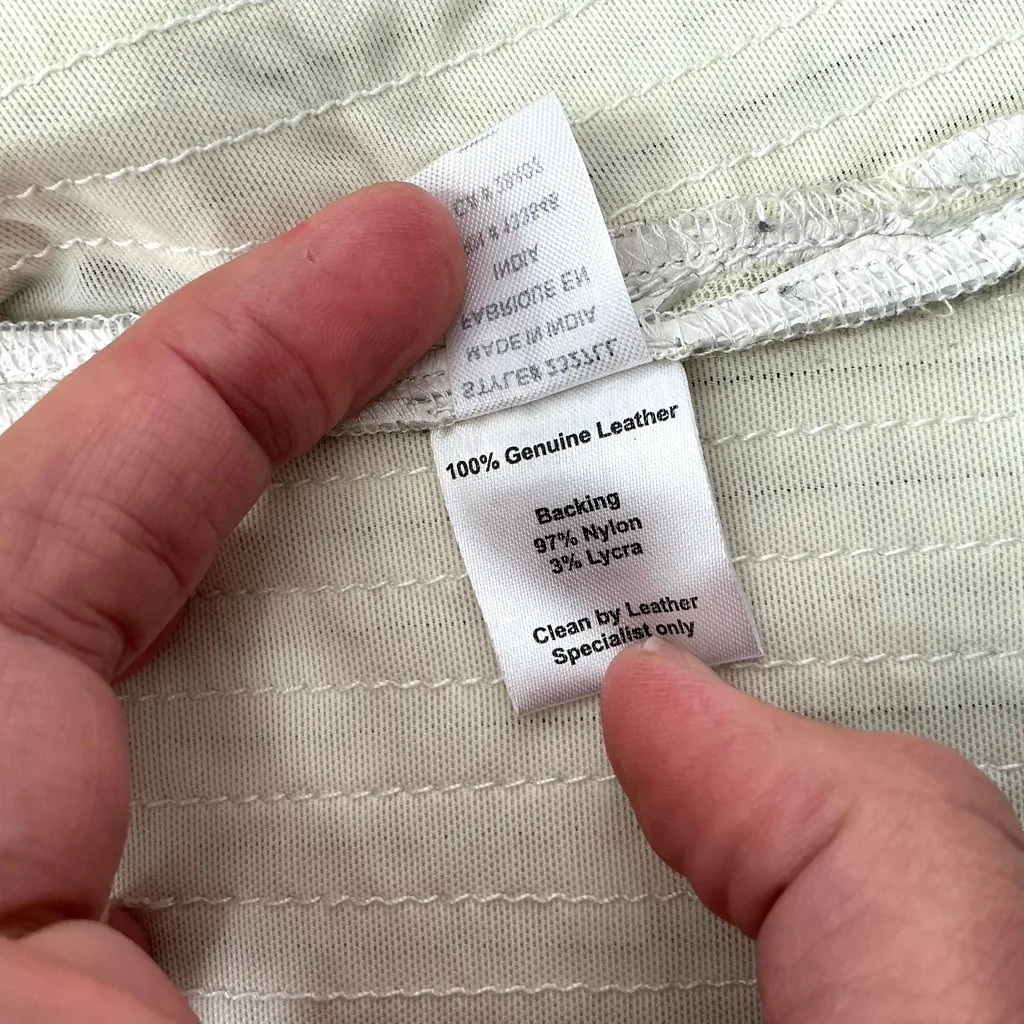 STYLE#
MADE IN INDIA
FABRIQUE EN
INDIA
100% Genuine Leather
Backing
97% Nylon
3% Lycra
Clean by Leather
Specialist only